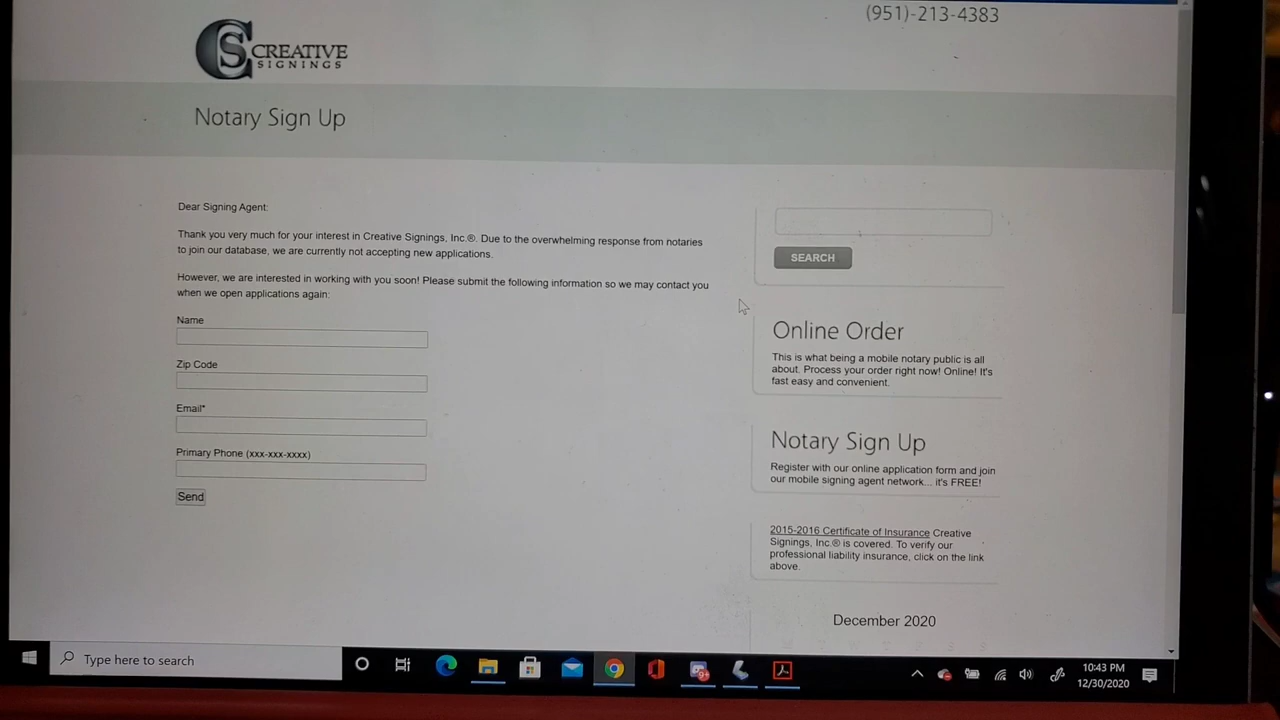 (951)-213-4383
CS CREATIVE
SIGNINGS
Notary Sign Up
Dear Signing Agent:
Thank you very much for your interest in Creative Signings, Inc.®. Due to the overwhelming response from notaries
to join our database, we are currently not accepting new applications.
However, we are interested in working with you soon! Please submit the following information so we may contact you
when we open applications again:
Name
Zip Code
Email*
Primary Phone (xxx-xxx-xxxx)
Send
SEARCH
Online Order
This is what being a mobile notary public is all
about. Process your order right now! Online! It's
fast easy and convenient.
Notary Sign Up
Register with our online application form and join
our mobile signing agent network... it's FREE!
2015-2016 Certificate of Insurance Creative
Signings, Inc.® is covered. To verify our
professional liability insurance, click on the link
above.
December 2020
Type here to search
9+
10:43 PM
12/30/2020